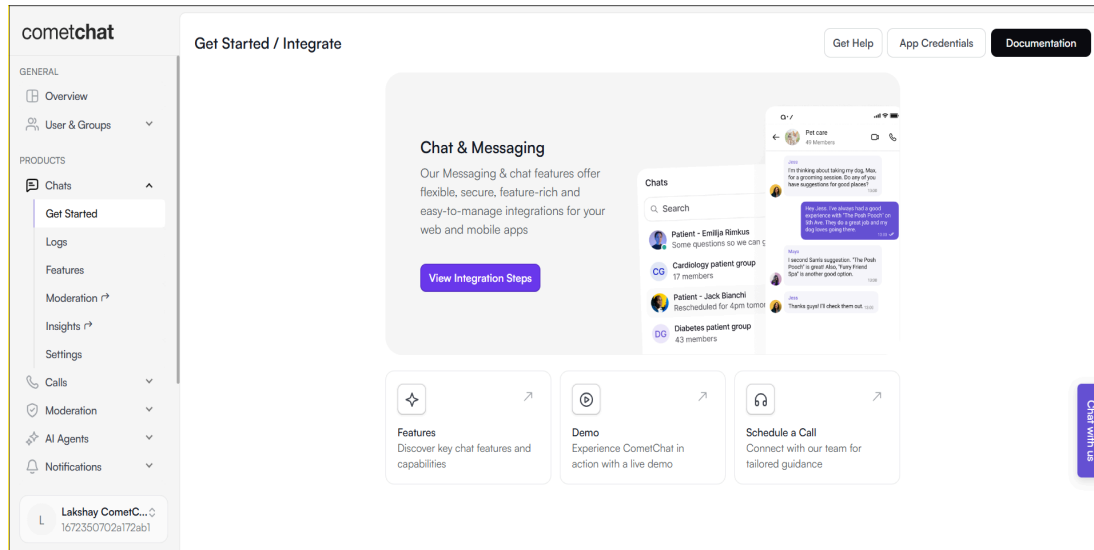 cometchat
Get Started / Integrate
Get Help
App Credentials
Documentation
GENERAL
Overview
User & Groups
PRODUCTS
Chats
Get Started
Logs
Features
Moderation
Insights
Settings
Calls
Moderation
AI Agents
Notifications
L
Lakshay CometC...
1672350702a172ab1
Chat & Messaging
Our Messaging & chat features offer
flexible, secure, feature-rich and
easy-to-manage integrations for your
web and mobile apps
View Integration Steps
Chats
Search
Patient - Emilija Rimkus
Some questions so we can g
CG
Cardiology patient group
17 members
Patient - Jack Bianchi
Rescheduled for 4pm tomor
DG
Diabetes patient group
43 members
Pet care
49 Members
Jess
I'm thinking about taking my dog, Max,
for a grooming session. Do any of you
have suggestions for good places?
Hey Jess. I've always had a good
experience with "The Posh Pooch" on
5th Ave. They do a great job and my
dog loves going there.
Maya
I second Sam's suggestion. "The Posh
Pooch" is great! Also, "Furry Friend
Spa" is another good option.
Jess
Thanks guys! I'll check them out.
Features
Discover key chat features and
capabilities
Demo
Experience CometChat in
action with a live demo
Schedule a Call
Connect with our team for
tailored guidance
Chat with us